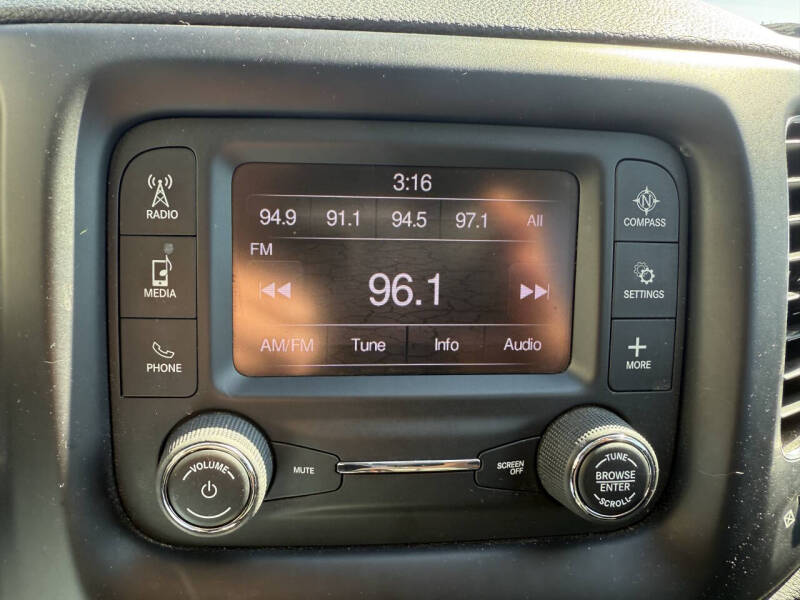 3:16
94.9 91.1 94.5 97.1 All
FM
96.1
AM/FM Tune Info Audio
RADIO
MEDIA
PHONE
N
COMPASS
SETTINGS
MORE
VOLUME
MUTE
SCREEN
OFF
TUNE
BROWSE
ENTER
SCROLL